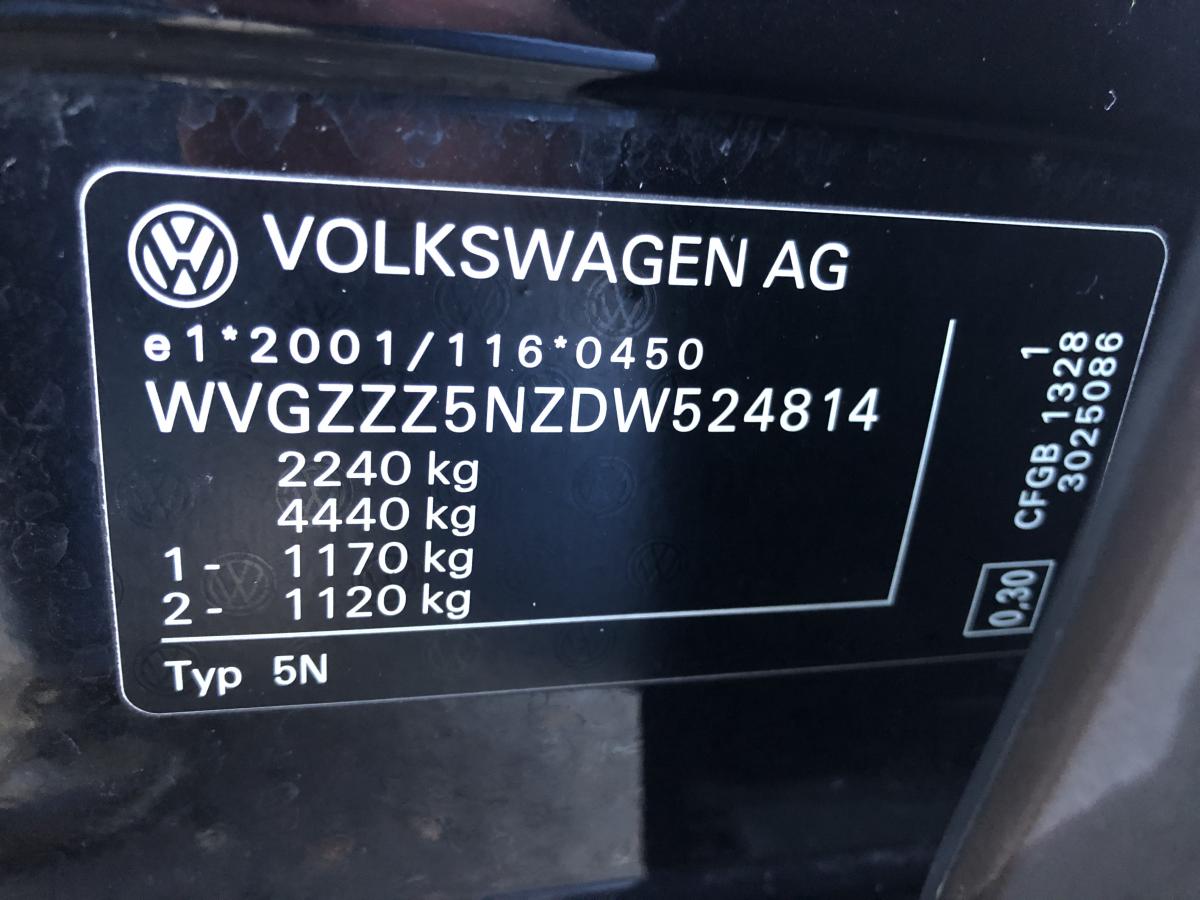 VOLKSWAGEN AG
e1*2001/116*0450
WVGZZZ5NZDW524814
2240 kg
4440 kg
1- 1170 kg
2- 1120 kg
Typ 5N
1
CFGB 1328
3025086
0,30